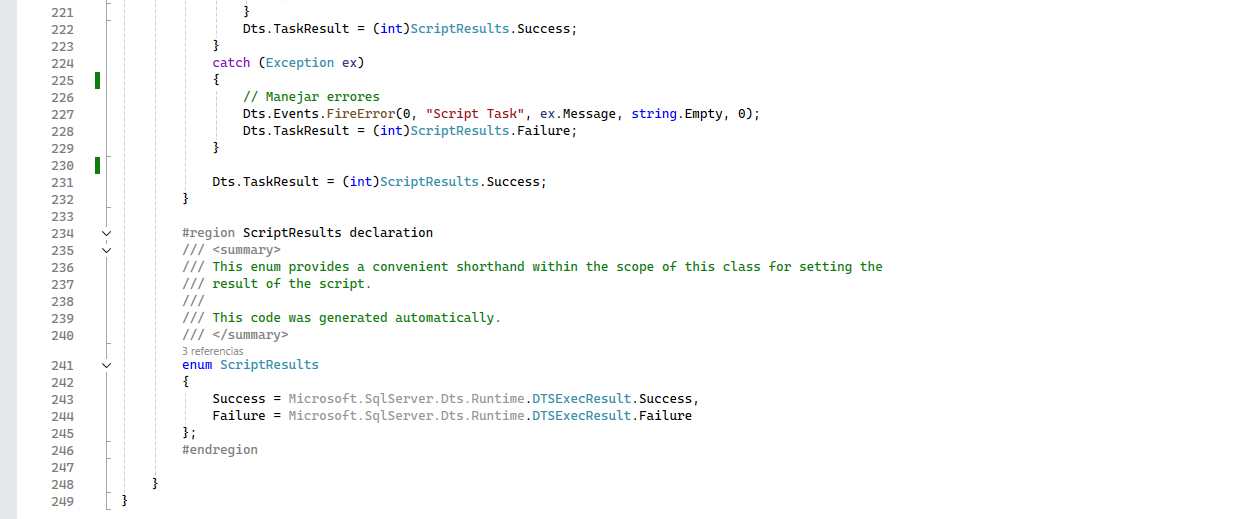 221 }
222 Dts.TaskResult = (int)ScriptResults.Success;
223 }
224 catch (Exception ex)
225 {
226 // Manejar errores
227 Dts.Events.FireError(0, "Script Task", ex.Message, string.Empty, 0);
228 Dts.TaskResult = (int)ScriptResults.Failure;
229 }
230
231 Dts.TaskResult = (int)ScriptResults.Success;
232 }
233
234 #region ScriptResults declaration
235 /// <summary>
236 /// This enum provides a convenient shorthand within the scope of this class for setting the
237 /// result of the script.
238 ///
239 /// This code was generated automatically.
240 /// </summary>
3 referencias
241 enum ScriptResults
242 {
243 Success = Microsoft.SqlServer.Dts.Runtime.DTSExecResult.Success,
244 Failure = Microsoft.SqlServer.Dts.Runtime.DTSExecResult.Failure
245 };
246 #endregion
247
248 }
249 }